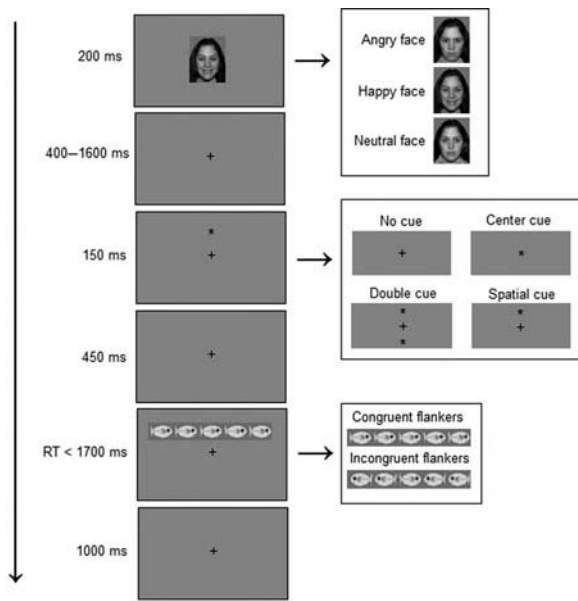 200 ms
Angry face
Happy face
Neutral face
400–1600 ms
+
*
+
150 ms
No cue
+
Center cue
*
Double cue
*
+
*
Spatial cue
*
+
450 ms
+
RT < 1700 ms
+
Congruent flankers
Incongruent flankers
1000 ms
+